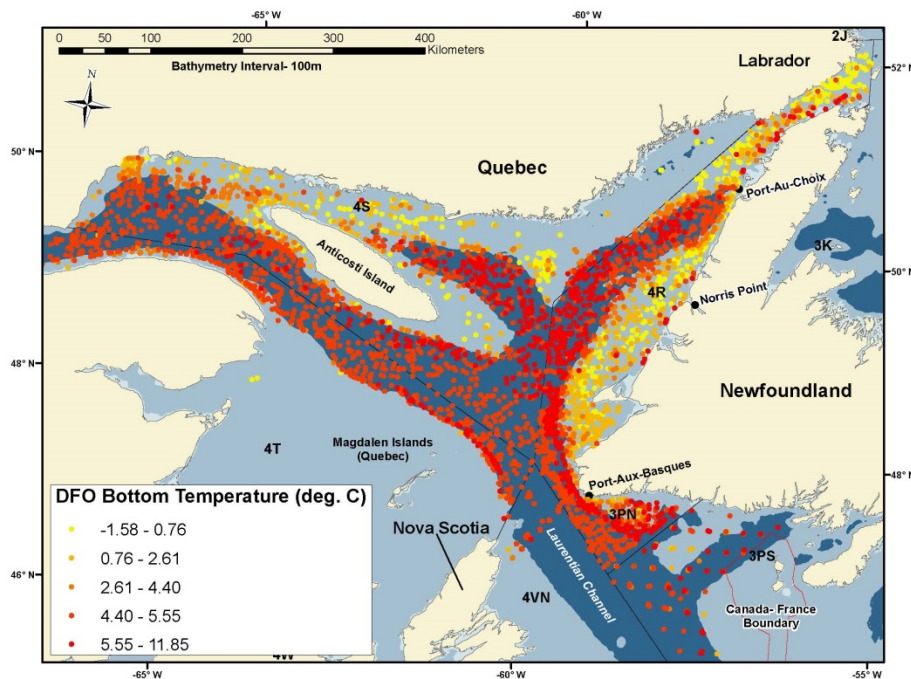 -65° W
-60° W
2J
0 25 50 100 200 300 400
Kilometers
Bathymetry Interval- 100m
N
Labrador
52° N
50° N
Quebec
Port-Au-Choix
4S
Anticosti Island
3K
50° N
4R
Norris Point
48° N
Newfoundland
4T
Magdalen Islands
(Quebec)
Port-Aux-Basques
48° N
DFO Bottom Temperature (deg. C)
-1.58 - 0.76
0.76 - 2.61
2.61 - 4.40
4.40 - 5.55
5.55 - 11.85
3PN
Nova Scotia
Laurentian Channel
3PS
46° N
4VN
Canada- France
Boundary
46° N
4W
-65° W
-60° W
-55° W